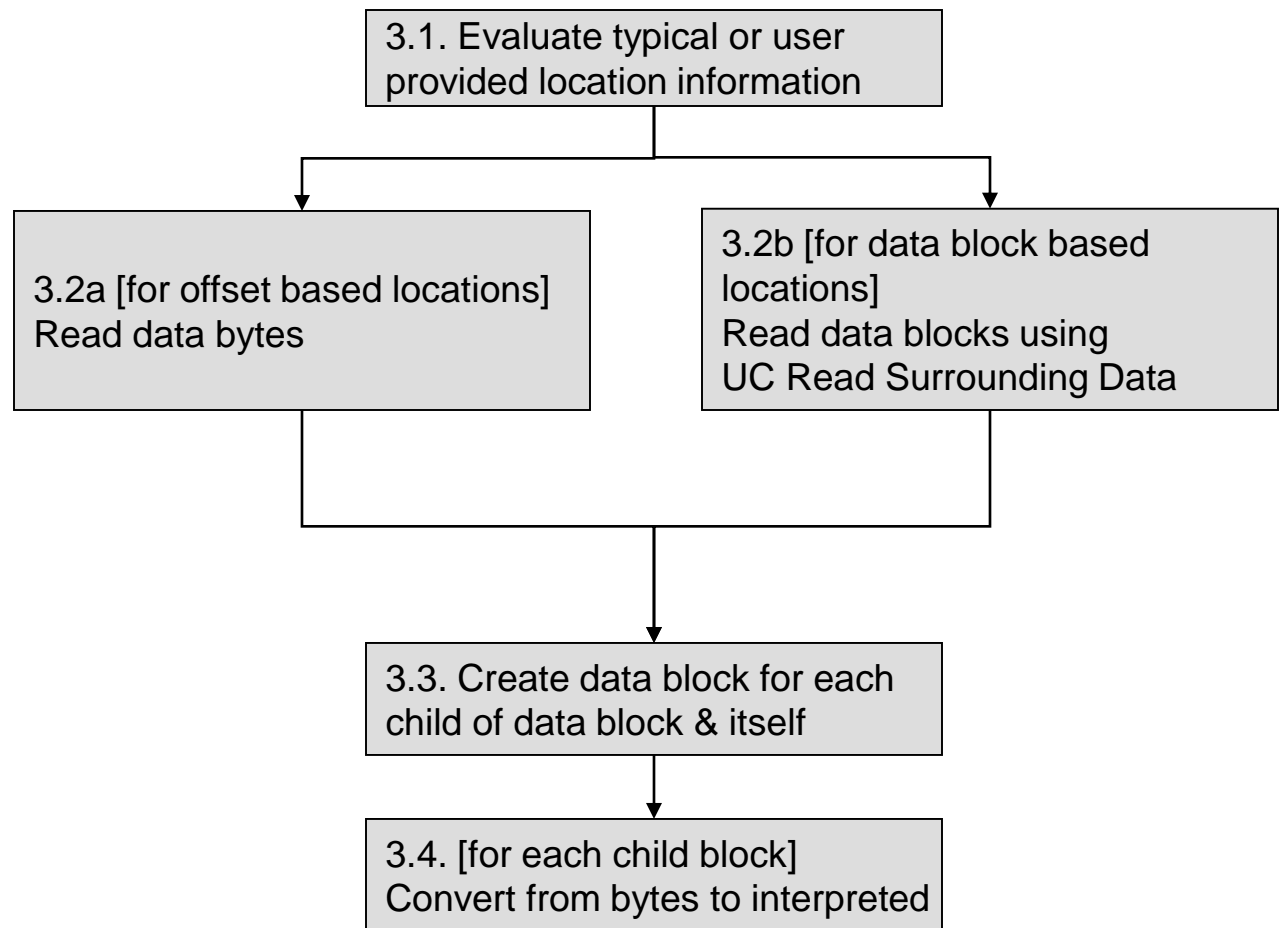 3.1. Evaluate typical or user
provided location information
3.2a [for offset based locations]
Read data bytes
3.2b [for data block based
locations]
Read data blocks using
UC Read Surrounding Data
3.3. Create data block for each
child of data block & itself
3.4. [for each child block]
Convert from bytes to interpreted